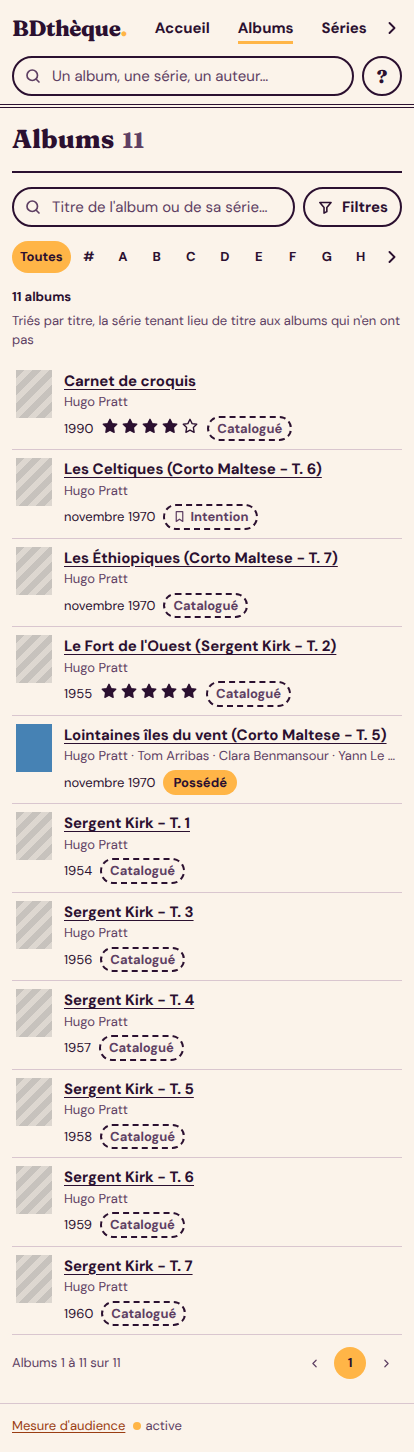 BDthèque. Accueil Albums Séries
Un album, une série, un auteur... ?
Albums 11
Titre de l'album ou de sa série... Filtres
Toutes # A B C D E F G H
11 albums
Triés par titre, la série tenant lieu de titre aux albums qui n'en ont
pas
Carnet de croquis
Hugo Pratt
1990 Catalogué
Les Celtiques (Corto Maltese - T. 6)
Hugo Pratt
novembre 1970 Intention
Les Éthiopiques (Corto Maltese - T. 7)
Hugo Pratt
novembre 1970 Catalogué
Le Fort de l'Ouest (Sergent Kirk - T. 2)
Hugo Pratt
1955 Catalogué
Lointaines îles du vent (Corto Maltese - T. 5)
Hugo Pratt · Tom Arribas · Clara Benmansour · Yann Le ...
novembre 1970 Possédé
Sergent Kirk - T. 1
Hugo Pratt
1954 Catalogué
Sergent Kirk - T. 3
Hugo Pratt
1956 Catalogué
Sergent Kirk - T. 4
Hugo Pratt
1957 Catalogué
Sergent Kirk - T. 5
Hugo Pratt
1958 Catalogué
Sergent Kirk - T. 6
Hugo Pratt
1959 Catalogué
Sergent Kirk - T. 7
Hugo Pratt
1960 Catalogué
Albums 1 à 11 sur 11 ‹ 1 ›
Mesure d'audience active